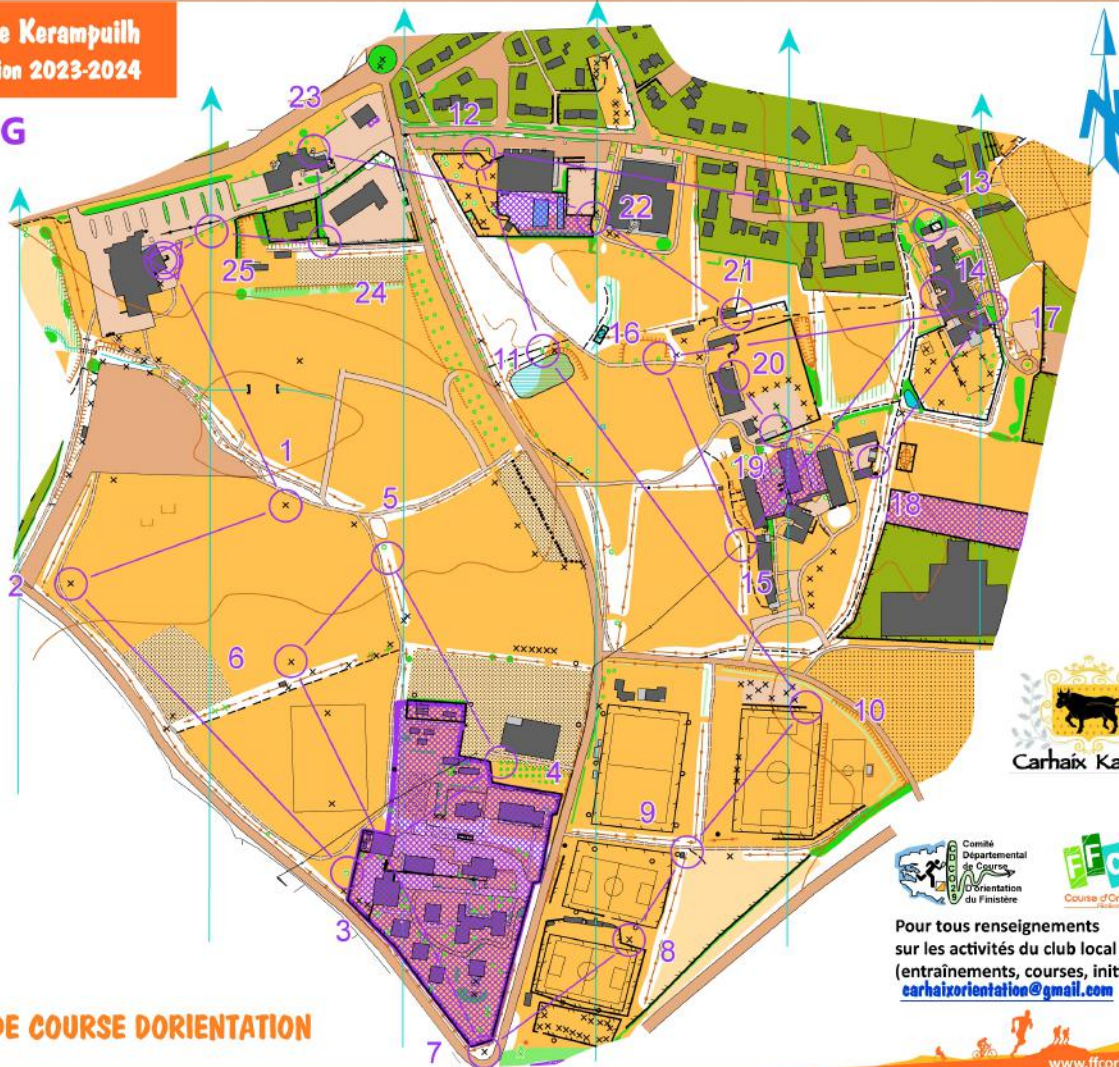 e Kerampuilh
ion 2023-2024
G
23
12
13
22
14
25
21
24
17
16
11
20
1
19
5
18
2
15
6
10
4
9
3
8
7
Carhaix Ka
Comité
Départemental
de Course
D'orientation
du Finistère
CDCO29
FFC
Course d'Or
Pour tous renseignements
sur les activités du club local
(entraînements, courses, init
carhaixorientation@gmail.com
DE COURSE DORIENTATION
www.ffcor